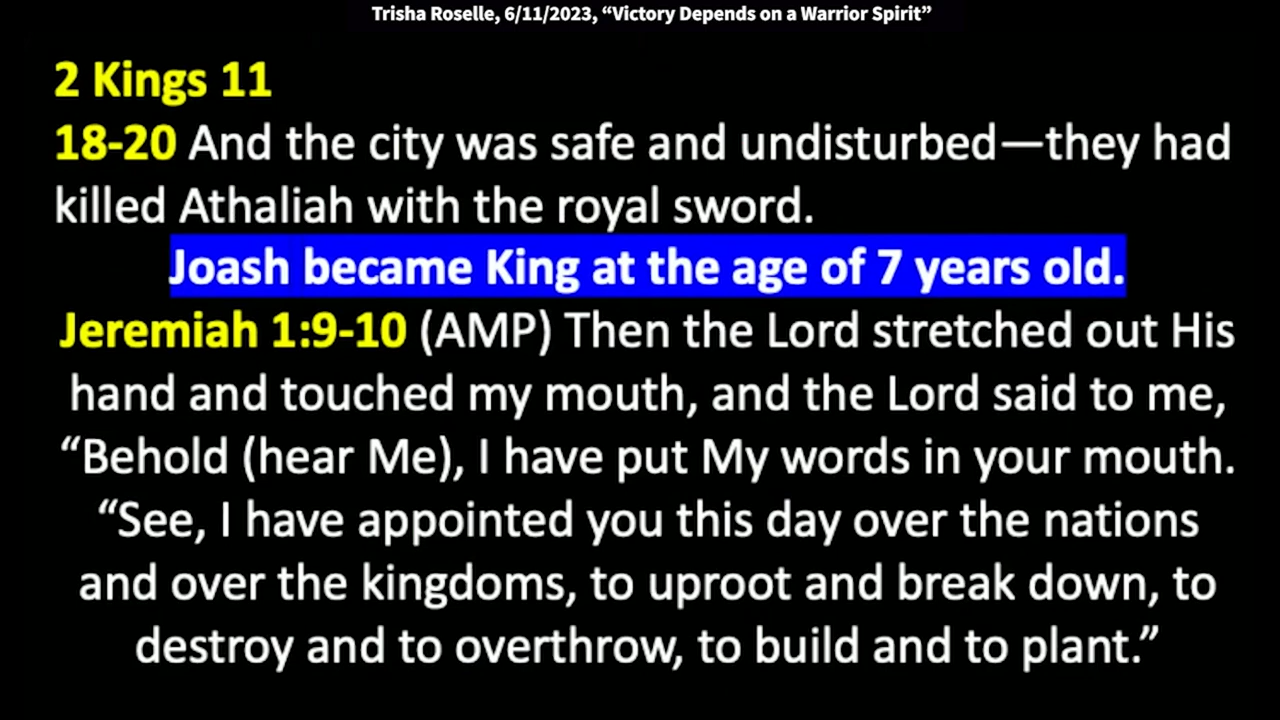 Trisha Roselle, 6/11/2023, “Victory Depends on a Warrior Spirit”
2 Kings 11
18-20 And the city was safe and undisturbed—they had
killed Athaliah with the royal sword.
Joash became King at the age of 7 years old.
Jeremiah 1:9-10 (AMP) Then the Lord stretched out His
hand and touched my mouth, and the Lord said to me,
“Behold (hear Me), I have put My words in your mouth.
“See, I have appointed you this day over the nations
and over the kingdoms, to uproot and break down, to
destroy and to overthrow, to build and to plant.”